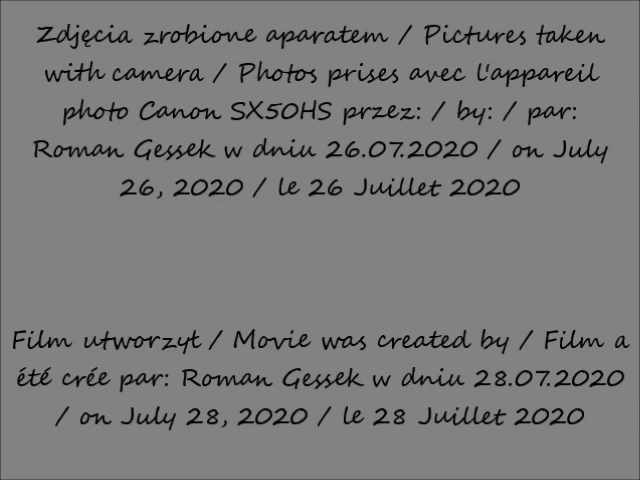 Zdjęcia zrobione aparatem / Pictures taken
with camera / Photos prises avec l'appareil
photo Canon SX50HS przez: / by: / par:
Roman Gessek w dniu 26.07.2020 / on July
26, 2020 / le 26 Juillet 2020
Film utworzył / Movie was created by / Film a
été crée par: Roman Gessek w dniu 28.07.2020
/ on July 28, 2020 / le 28 Juillet 2020